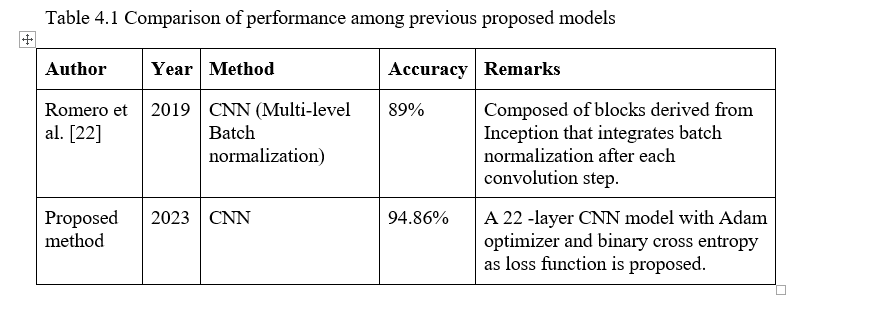 Table 4.1 Comparison of performance among previous proposed models
Author Year Method Accuracy Remarks
Romero et 2019 CNN (Multi-level 89% Composed of blocks derived from
al. [22] Batch Inception that integrates batch
normalization) normalization after each
convolution step.
Proposed 2023 CNN 94.86% A 22 -layer CNN model with Adam
method optimizer and binary cross entropy
as loss function is proposed.